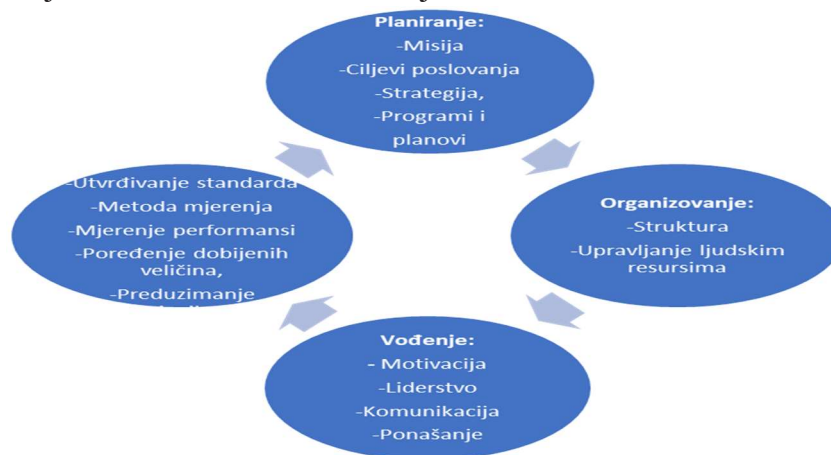 Planiranje:
-Misija
-Ciljevi poslovanja
-Strategija,
-Programi i
planovi
Organizovanje:
-Struktura
-Upravljanje ljudskim
resursima
Vođenje:
- Motivacija
-Liderstvo
-Komunikacija
-Ponašanje
-Utvrđivanje standarda
-Metoda mjerenja
-Mjerenje performansi
-Poređenje dobijenih
veličina,
-Preduzimanje